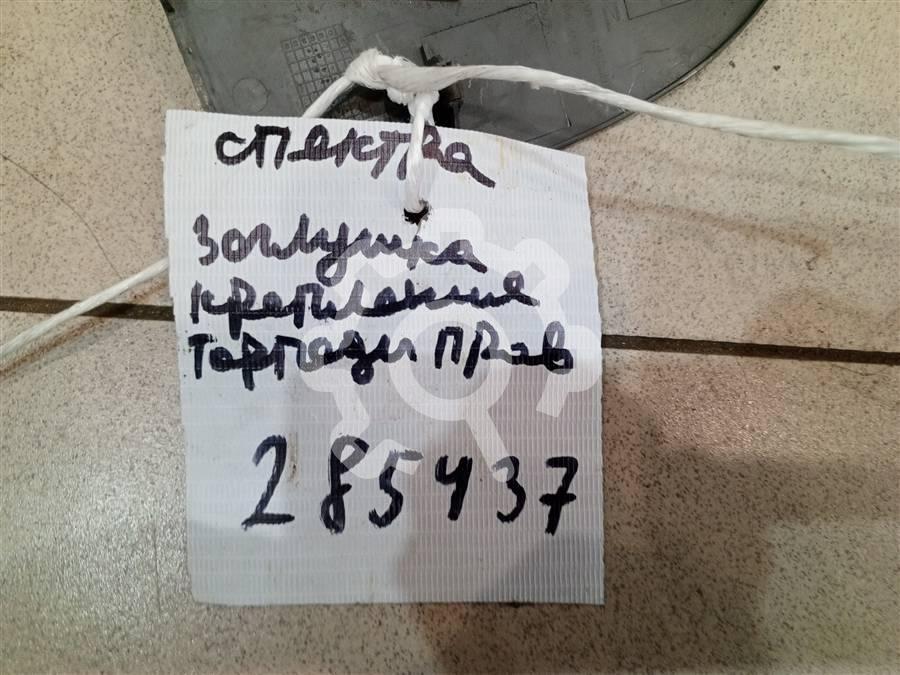 спектра
Заглушка
крепления
торпеды прав
285437